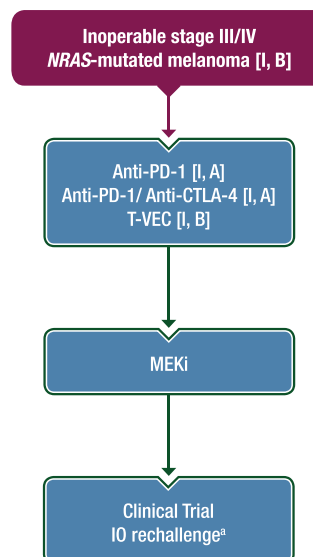 Inoperable stage III/IV
NRAS-mutated melanoma [I, B]
Anti-PD-1 [I, A]
Anti-PD-1/ Anti-CTLA-4 [I, A]
T-VEC [I, B]
MEKi
Clinical Trial
IO rechallengeᵃ